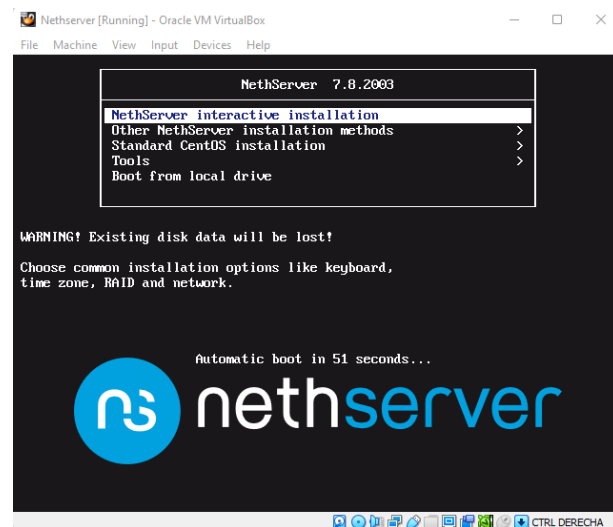 Nethserver [Running] - Oracle VM VirtualBox
File Machine View Input Devices Help
NethServer 7.8.2003
NethServer interactive installation
Other NethServer installation methods >
Standard CentOS installation >
Tools >
Boot from local drive
WARNING! Existing disk data will be lost!
Choose common installation options like keyboard,
time zone, RAID and network.
Automatic boot in 51 seconds...
ns nethserver
CTRL DERECHA